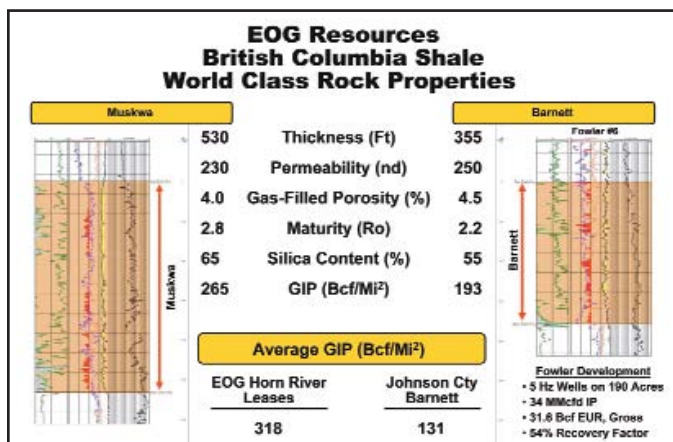 EOG Resources
British Columbia Shale
World Class Rock Properties
Muskwa
Barnett
Fowler #6
530 Thickness (Ft) 355
230 Permeability (nd) 250
4.0 Gas-Filled Porosity (%) 4.5
2.8 Maturity (Ro) 2.2
65 Silica Content (%) 55
265 GIP (Bcf/Mi²) 193
Muskwa
Barnett
Average GIP (Bcf/Mi²)
EOG Horn River
Leases
318
Johnson Cty
Barnett
131
Fowler Development
• 5 Hz Wells on 190 Acres
• 34 MMcfd IP
• 31.6 Bcf EUR, Gross
• 54% Recovery Factor